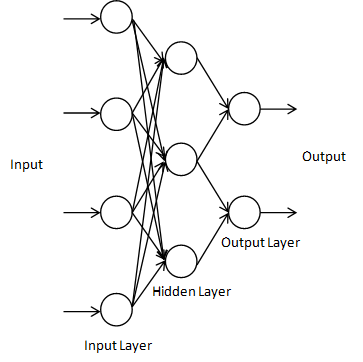 Input
Output
Output Layer
Hidden Layer
Input Layer